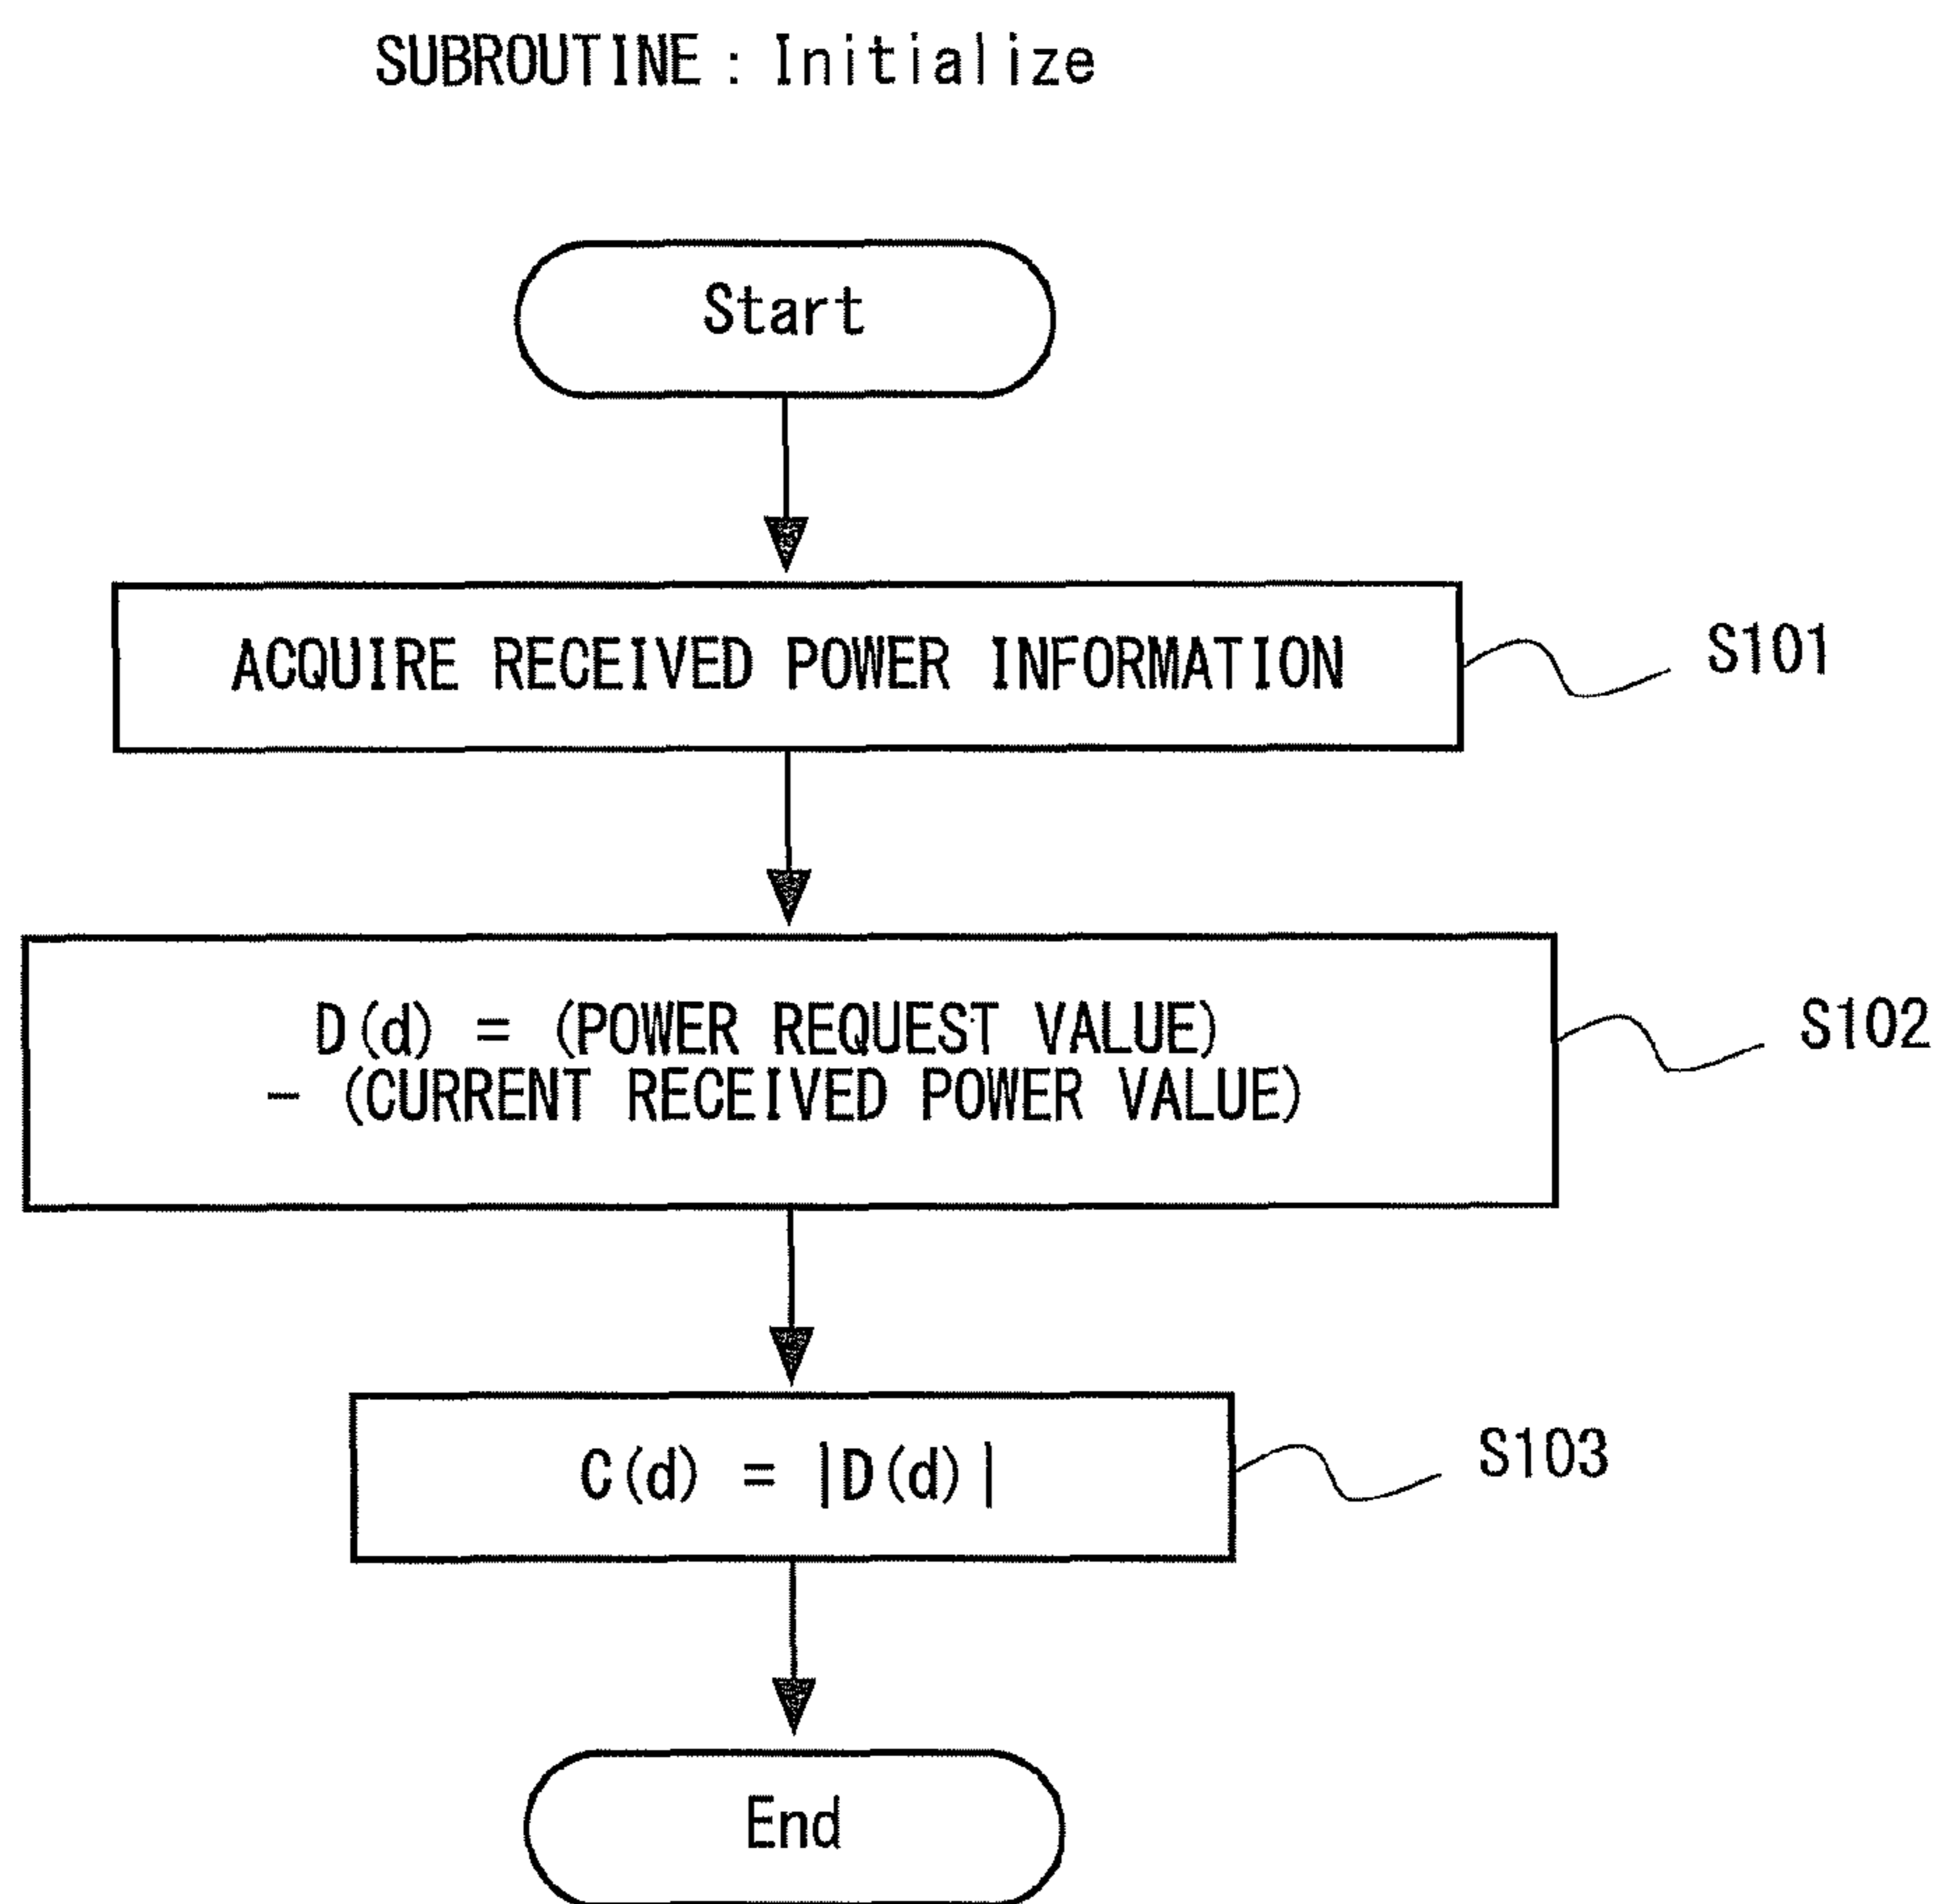 SUBROUTINE : Initialize
Start
ACQUIRE RECEIVED POWER INFORMATION
S101
D(d) = (POWER REQUEST VALUE)
- (CURRENT RECEIVED POWER VALUE)
S102
C(d) = |D(d)|
S103
End